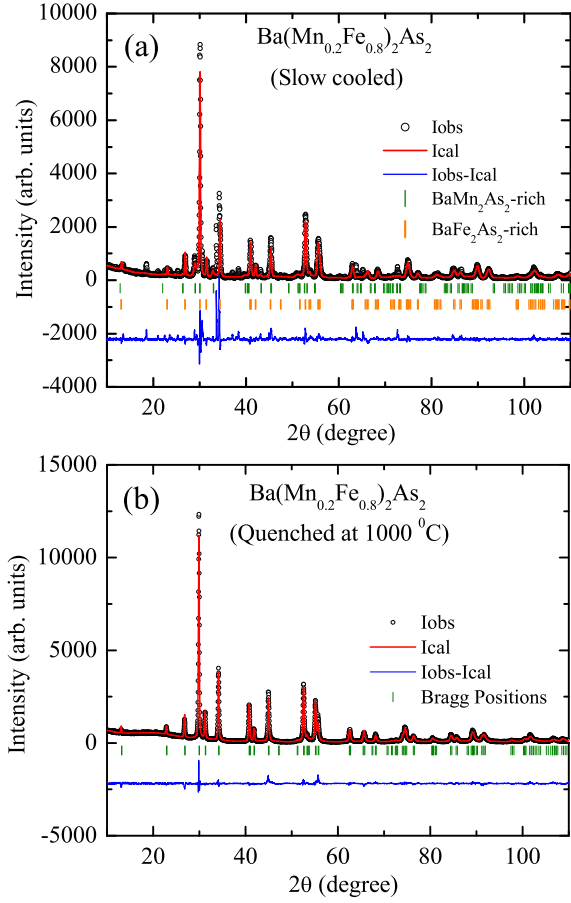 (a)
Ba(Mn0.2Fe0.8)2As2
(Slow cooled)
Iobs
Ical
Iobs-Ical
BaMn2As2-rich
BaFe2As2-rich
10000
8000
6000
4000
2000
0
-2000
-4000
Intensity (arb. units)
20 40 60 80 100
2θ (degree)
(b)
Ba(Mn0.2Fe0.8)2As2
(Quenched at 1000 0C)
Iobs
Ical
Iobs-Ical
Bragg Positions
15000
10000
5000
0
-5000
Intensity (arb. units)
20 40 60 80 100
2θ (degree)